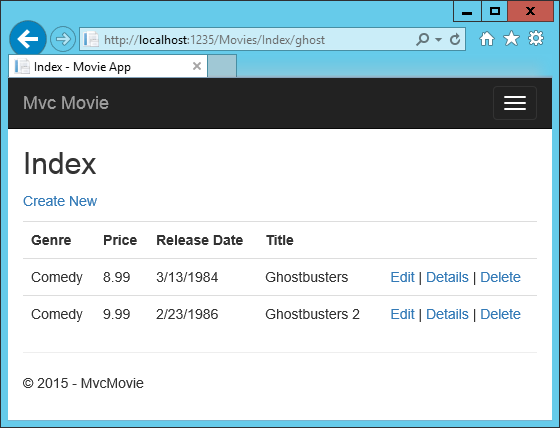 http://localhost:1235/Movies/Index/ghost
Index - Movie App
Mvc Movie
Index
Create New
Genre Price Release Date Title
Comedy 8.99 3/13/1984 Ghostbusters Edit | Details | Delete
Comedy 9.99 2/23/1986 Ghostbusters 2 Edit | Details | Delete
© 2015 - MvcMovie